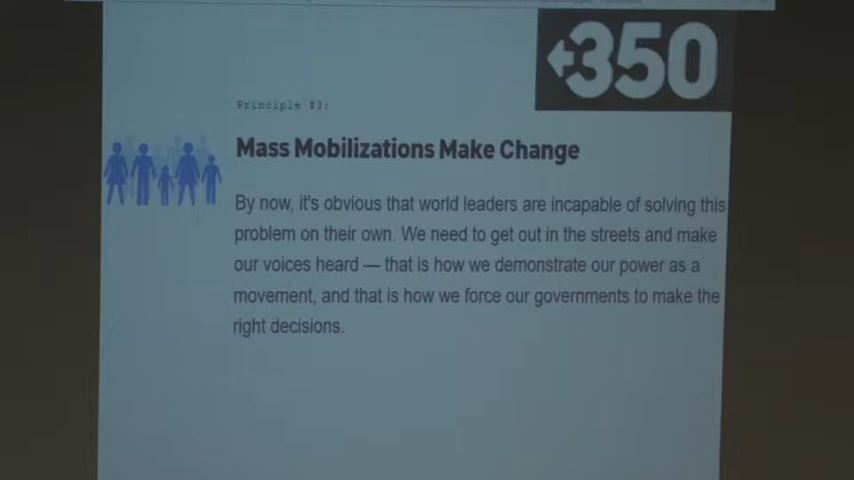 350
Principle #3:
Mass Mobilizations Make Change
By now, it's obvious that world leaders are incapable of solving this
problem on their own. We need to get out in the streets and make
our voices heard — that is how we demonstrate our power as a
movement, and that is how we force our governments to make the
right decisions.